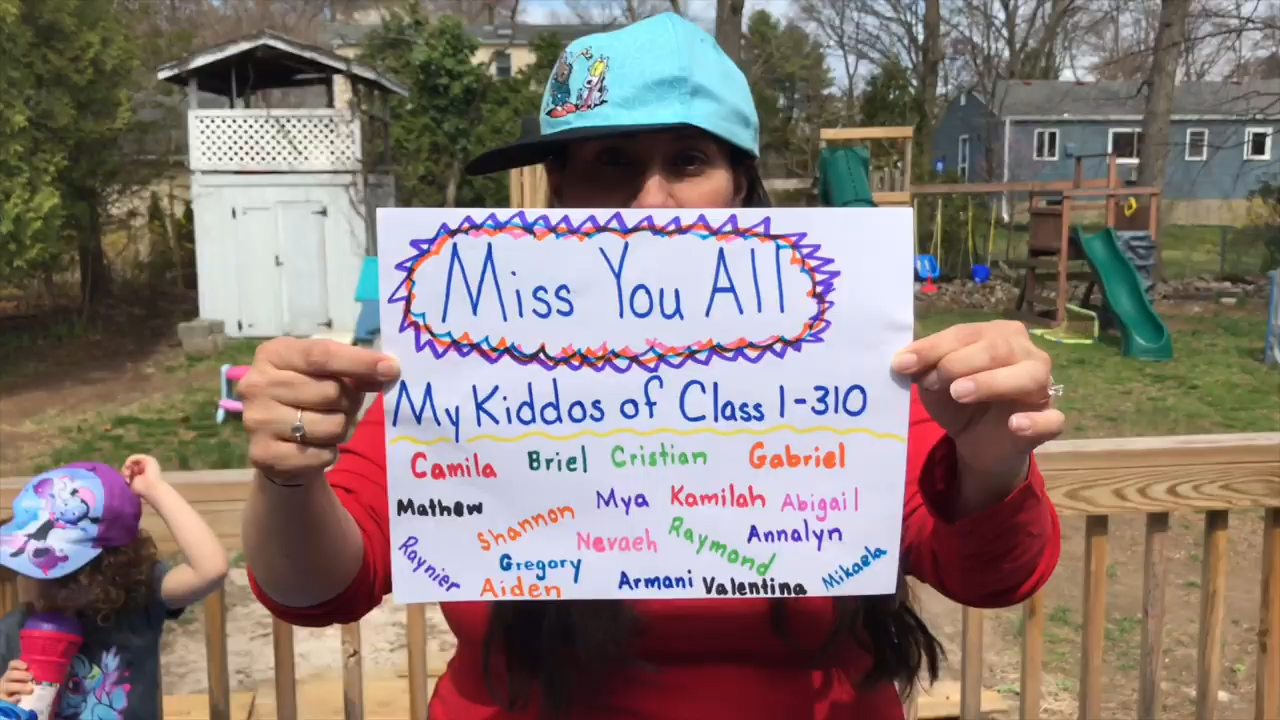 Miss You All
My Kiddos of Class 1-310
Camila Briel Cristian Gabriel
Mathew Shannon Mya Kamilah Abigail
Raynier Gregory Nevaeh Raymond Annalyn
Aiden Armani Valentina Mikaela